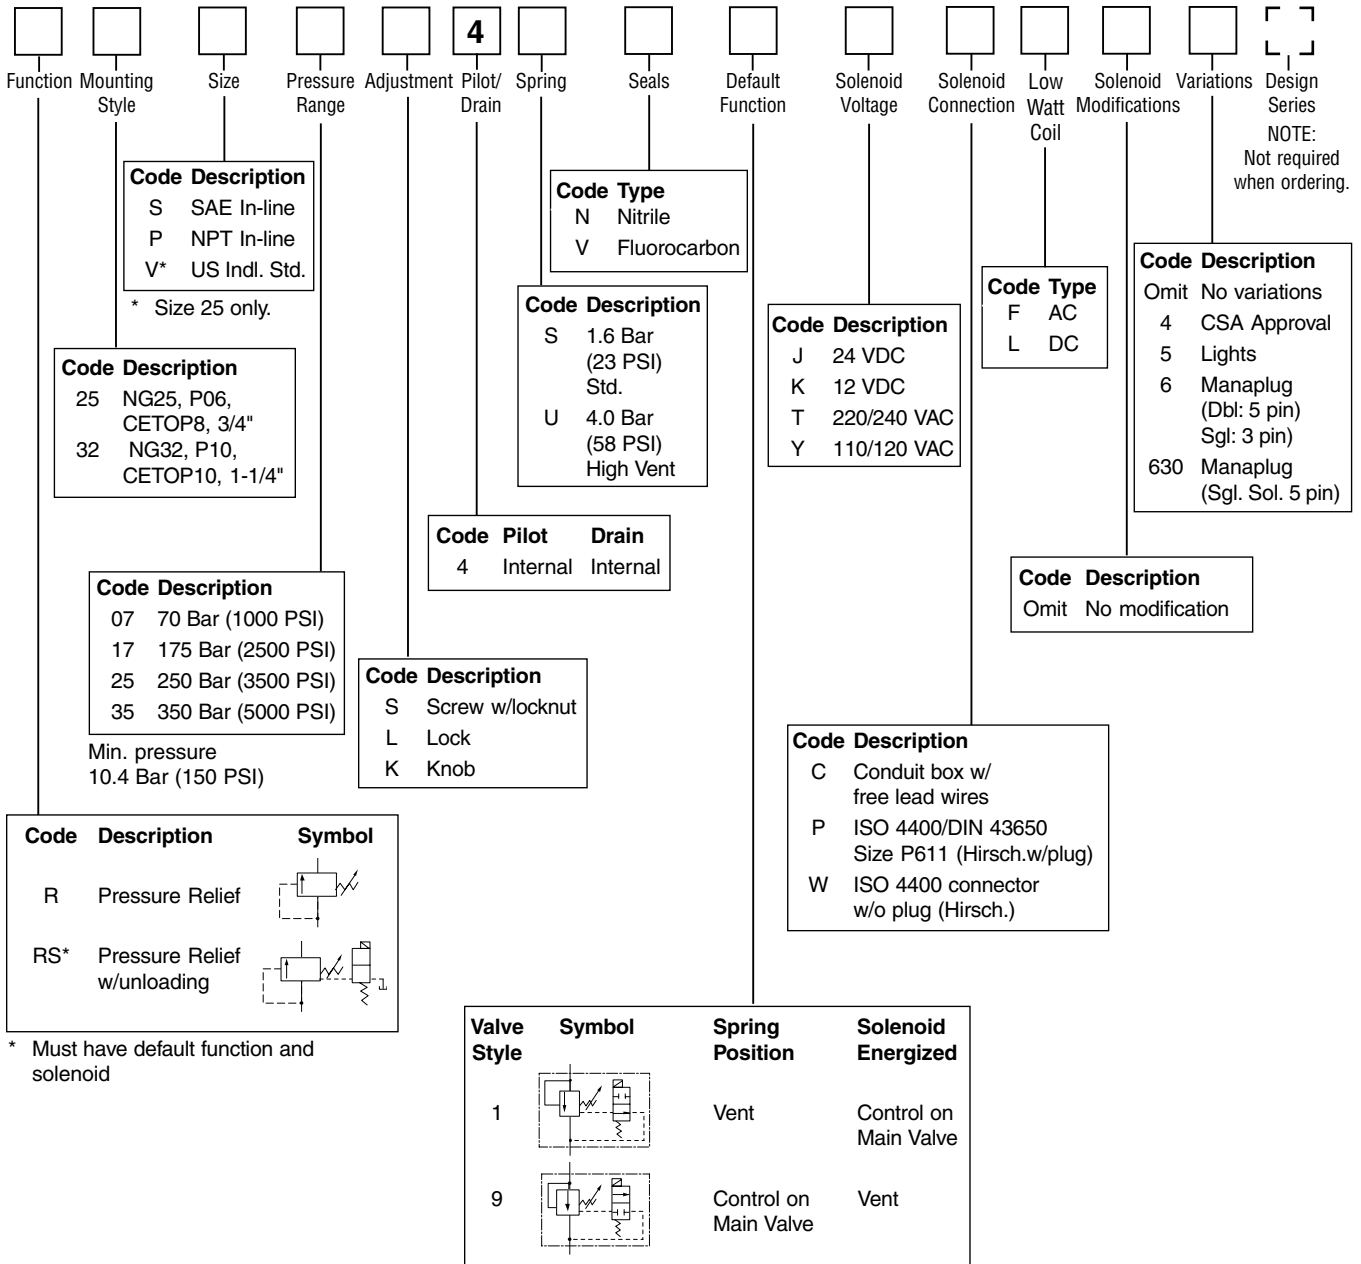 4
Function Mounting Style Size Pressure Range Adjustment Pilot/ Drain Spring Seals Default Function Solenoid Voltage Solenoid Connection Low Watt Coil Solenoid Modifications Variations Design Series
NOTE:
Not required
when ordering.
Code Description
S SAE In-line
P NPT In-line
V* US Indl. Std.
* Size 25 only.
Code Description
25 NG25, P06,
CETOP8, 3/4"
32 NG32, P10,
CETOP10, 1-1/4"
Code Description
07 70 Bar (1000 PSI)
17 175 Bar (2500 PSI)
25 250 Bar (3500 PSI)
35 350 Bar (5000 PSI)
Min. pressure
10.4 Bar (150 PSI)
Code Description Symbol
R Pressure Relief
RS* Pressure Relief
w/unloading
* Must have default function and
solenoid
Code Description
S Screw w/locknut
L Lock
K Knob
Code Pilot Drain
4 Internal Internal
Code Description
S 1.6 Bar
(23 PSI)
Std.
U 4.0 Bar
(58 PSI)
High Vent
Code Type
N Nitrile
V Fluorocarbon
Valve Style Symbol Spring Position Solenoid Energized
1 Vent Control on
Main Valve
9 Control on Vent
Main Valve
Code Description
J 24 VDC
K 12 VDC
T 220/240 VAC
Y 110/120 VAC
Code Description
C Conduit box w/
free lead wires
P ISO 4400/DIN 43650
Size P611 (Hirsch.w/plug)
W ISO 4400 connector
w/o plug (Hirsch.)
Code Type
F AC
L DC
Code Description
Omit No modification
Code Description
Omit No variations
4 CSA Approval
5 Lights
6 Manaplug
(Dbl: 5 pin)
Sgl: 3 pin)
630 Manaplug
(Sgl. Sol. 5 pin)